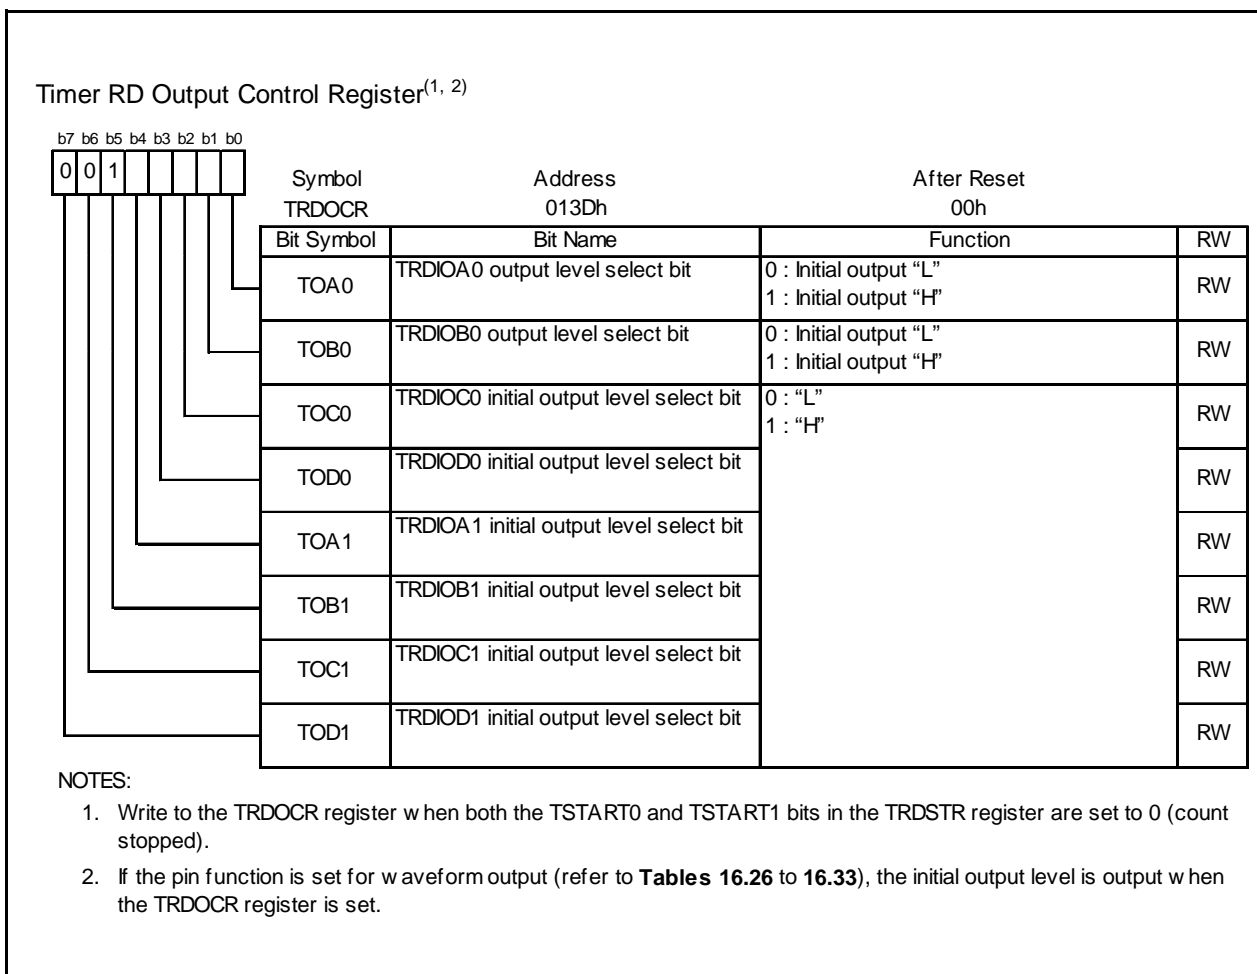 Timer RD Output Control Register(1, 2)
b7 b6 b5 b4 b3 b2 b1 b0
0 0 1
Symbol Address After Reset
TRDOCR 013Dh 00h
Bit Symbol Bit Name Function RW
TOA0 TRDIOA0 output level select bit 0 : Initial output “L” RW
1 : Initial output “H”
TOB0 TRDIOB0 output level select bit 0 : Initial output “L” RW
1 : Initial output “H”
TOC0 TRDIOC0 initial output level select bit 0 : “L” RW
1 : “H”
TOD0 TRDIOD0 initial output level select bit RW
TOA1 TRDIOA1 initial output level select bit RW
TOB1 TRDIOB1 initial output level select bit RW
TOC1 TRDIOC1 initial output level select bit RW
TOD1 TRDIOD1 initial output level select bit RW
NOTES:
1. Write to the TRDOCR register when both the TSTART0 and TSTART1 bits in the TRDSTR register are set to 0 (count
stopped).
2. If the pin function is set for waveform output (refer to Tables 16.26 to 16.33), the initial output level is output when
the TRDOCR register is set.